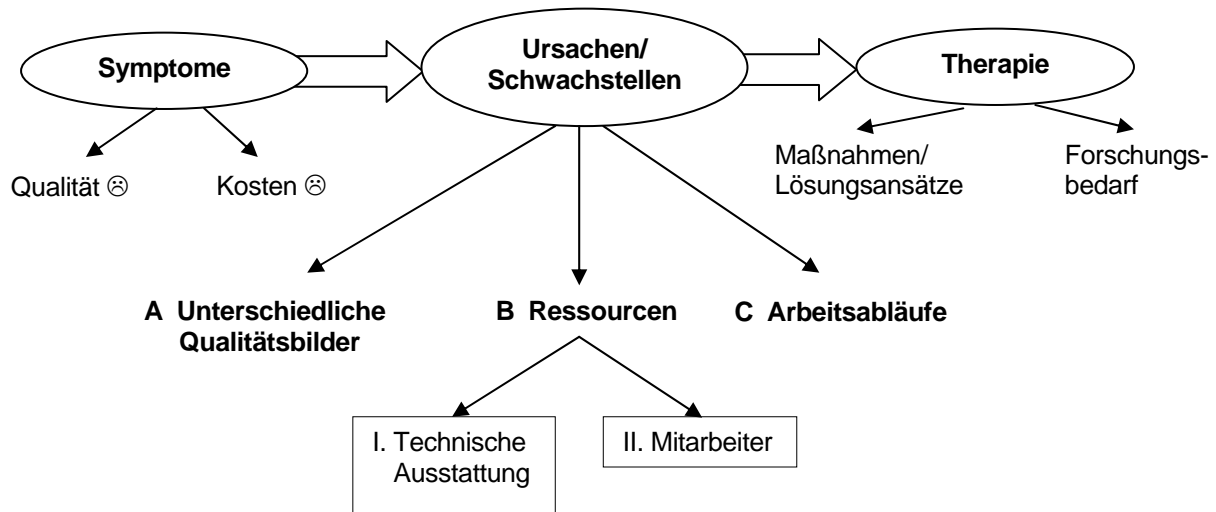 Symptome
Ursachen/
Schwachstellen
Therapie
Qualität ☹
Kosten ☹
Maßnahmen/
Lösungsansätze
Forschungs-
bedarf
A Unterschiedliche
Qualitätsbilder
B Ressourcen
C Arbeitsabläufe
I. Technische
Ausstattung
II. Mitarbeiter